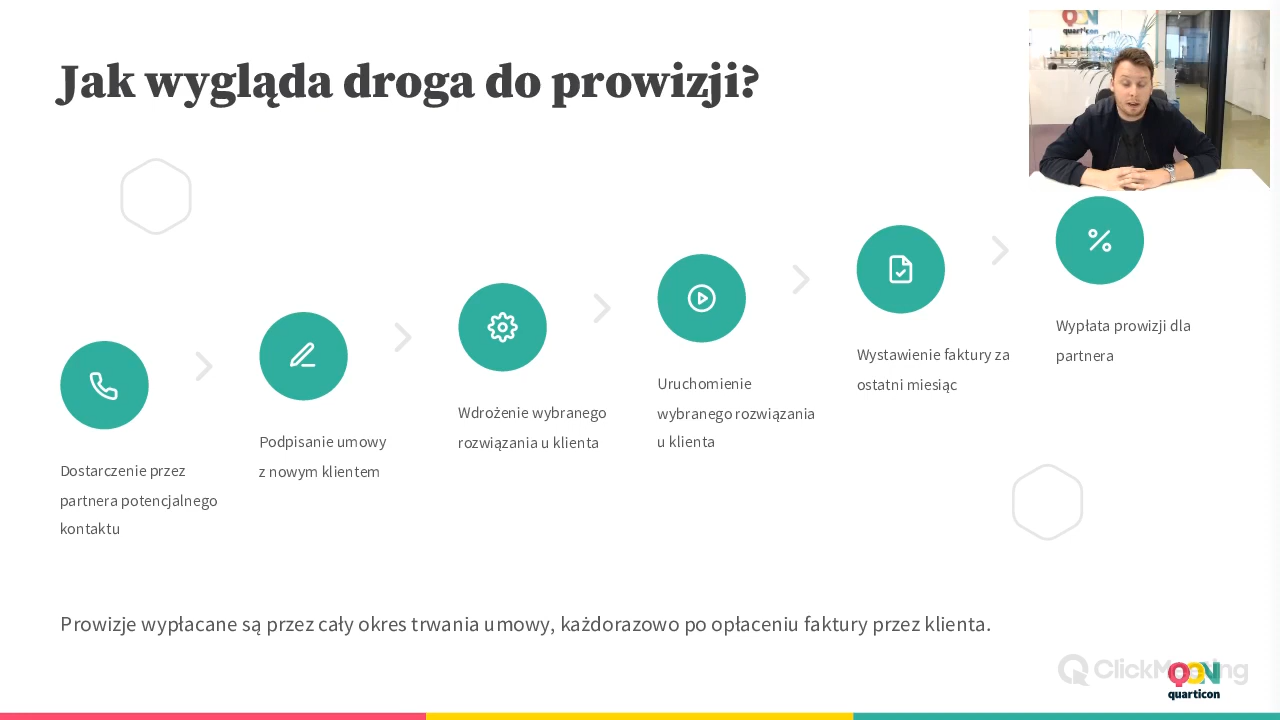 Jak wygląda droga do prowizji?
Dostarczenie przez
partnera potencjalnego
kontaktu
Podpisanie umowy
z nowym klientem
Wdrożenie wybranego
rozwiązania u klienta
Uruchomienie
wybranego rozwiązania
u klienta
Wystawienie faktury za
ostatni miesiąc
Wypłata prowizji dla
partnera
Prowizje wypłacane są przez cały okres trwania umowy, każdorazowo po opłaceniu faktury przez klienta.
ClickMeeting
QON
quarticon
quarticon